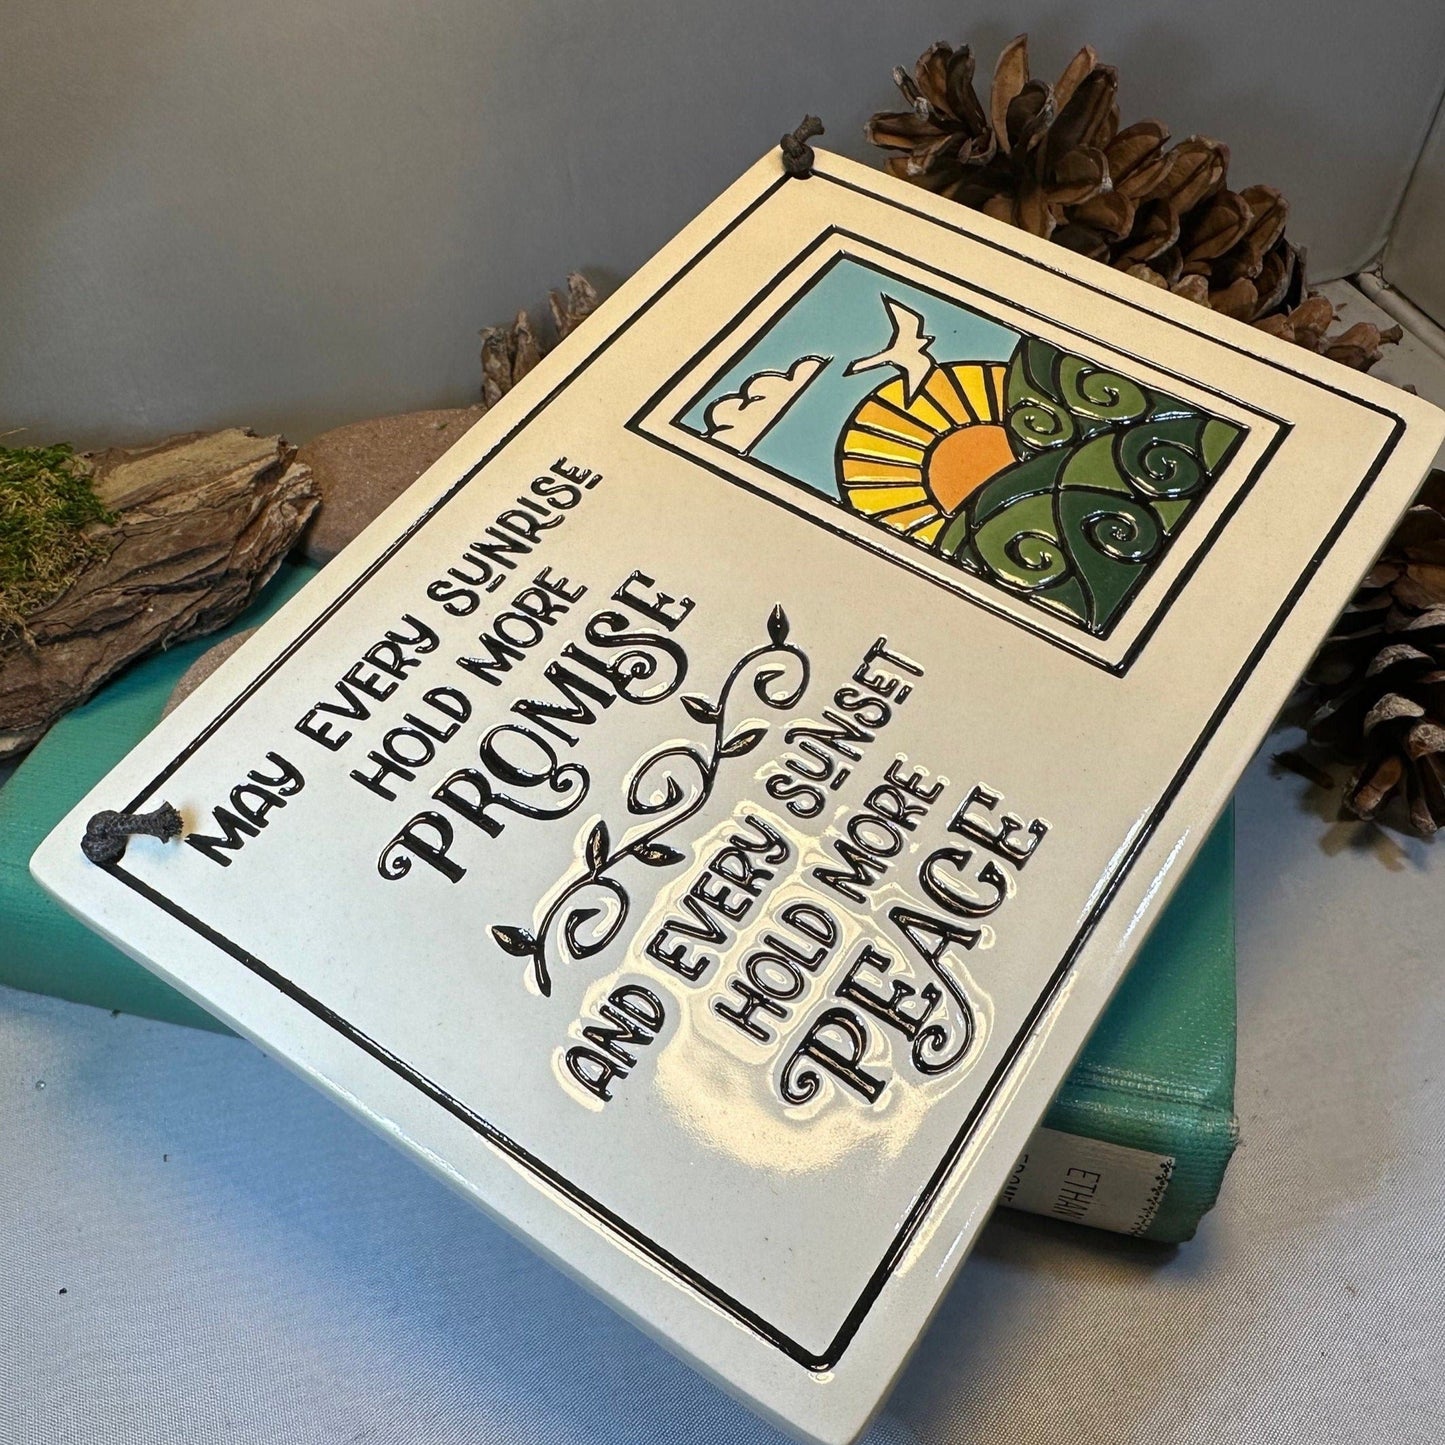 MAY EVERY SUNRISE
HOLD MORE
PROMISE
AND EVERY SUNSET
HOLD MORE
PEACE
ETHAN